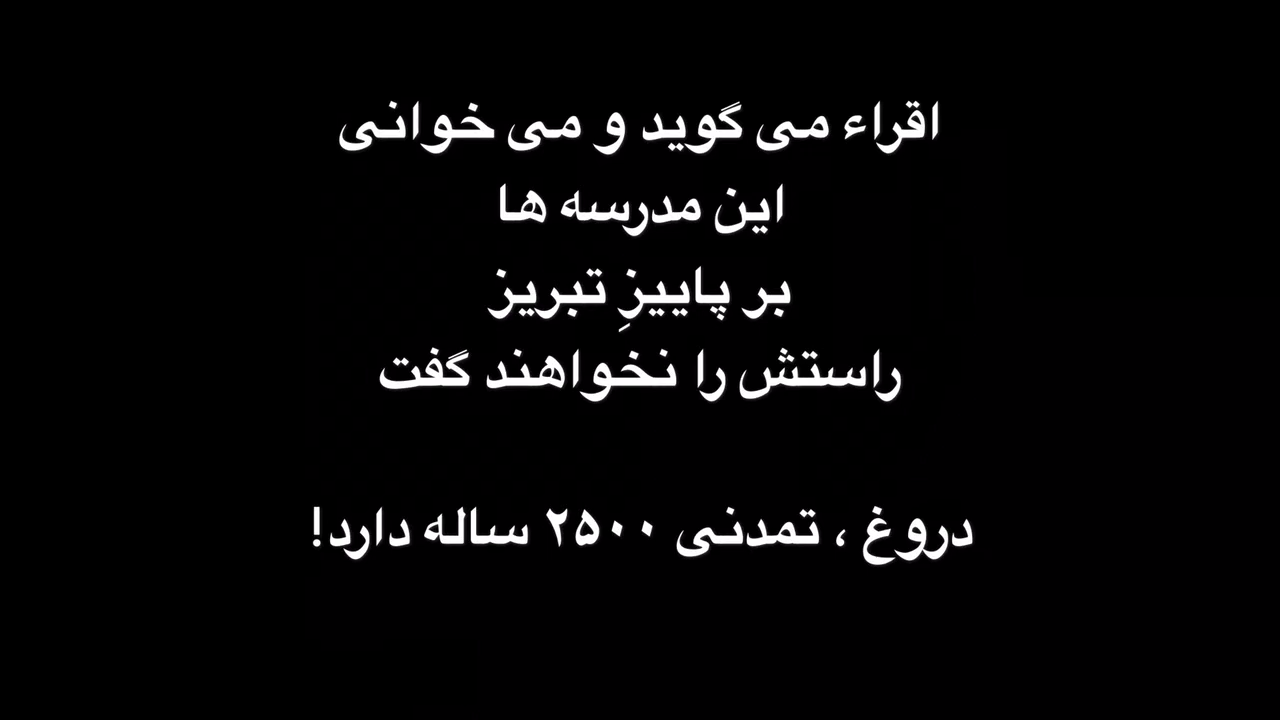 اقراء می گوید و می خوانی
این مدرسه ها
بر پاییزِ تبریز
راستش را نخواهند گفت
دروغ ، تمدنی ۲۵۰۰ ساله دارد!